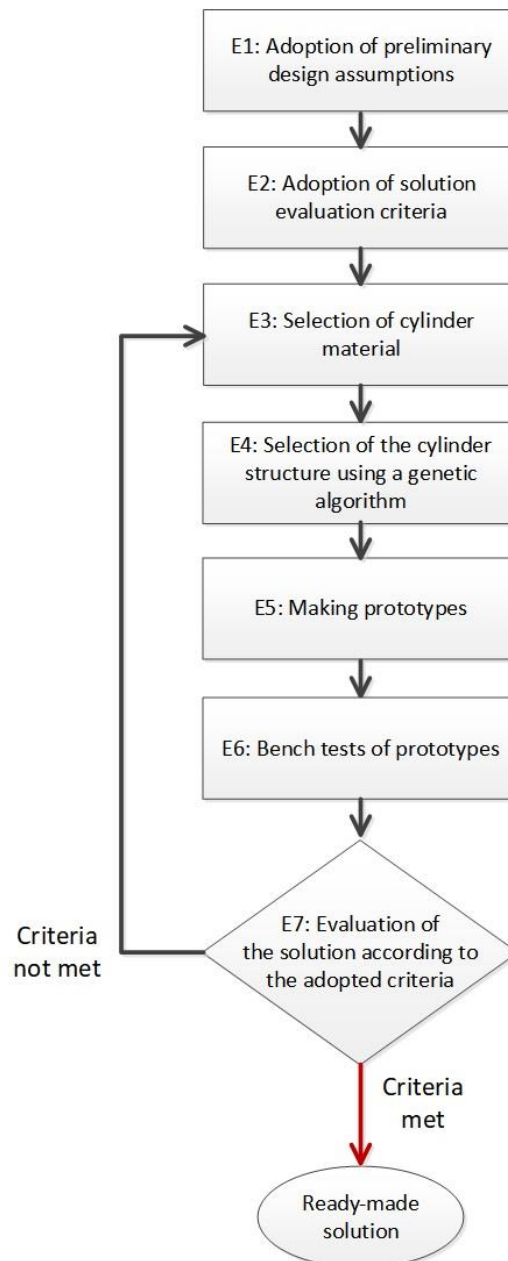 E1: Adoption of preliminary
design assumptions
E2: Adoption of solution
evaluation criteria
E3: Selection of cylinder
material
E4: Selection of the cylinder
structure using a genetic
algorithm
E5: Making prototypes
E6: Bench tests of prototypes
E7: Evaluation of
the solution according to
the adopted criteria
Criteria
not met
Criteria
met
Ready-made
solution